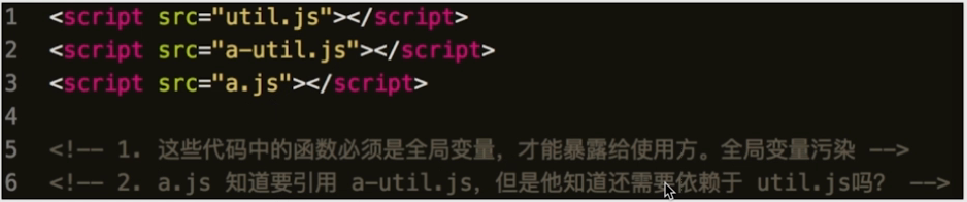 1 <script src="util.js"></script>
2 <script src="a-util.js"></script>
3 <script src="a.js"></script>
4
5 <!-- 1. 这些代码中的函数必须是全局变量，才能暴露给使用方。全局变量污染 -->
6 <!-- 2. a.js 知道要引用 a-util.js，但是他知道还需要依赖于 util.js吗？ -->